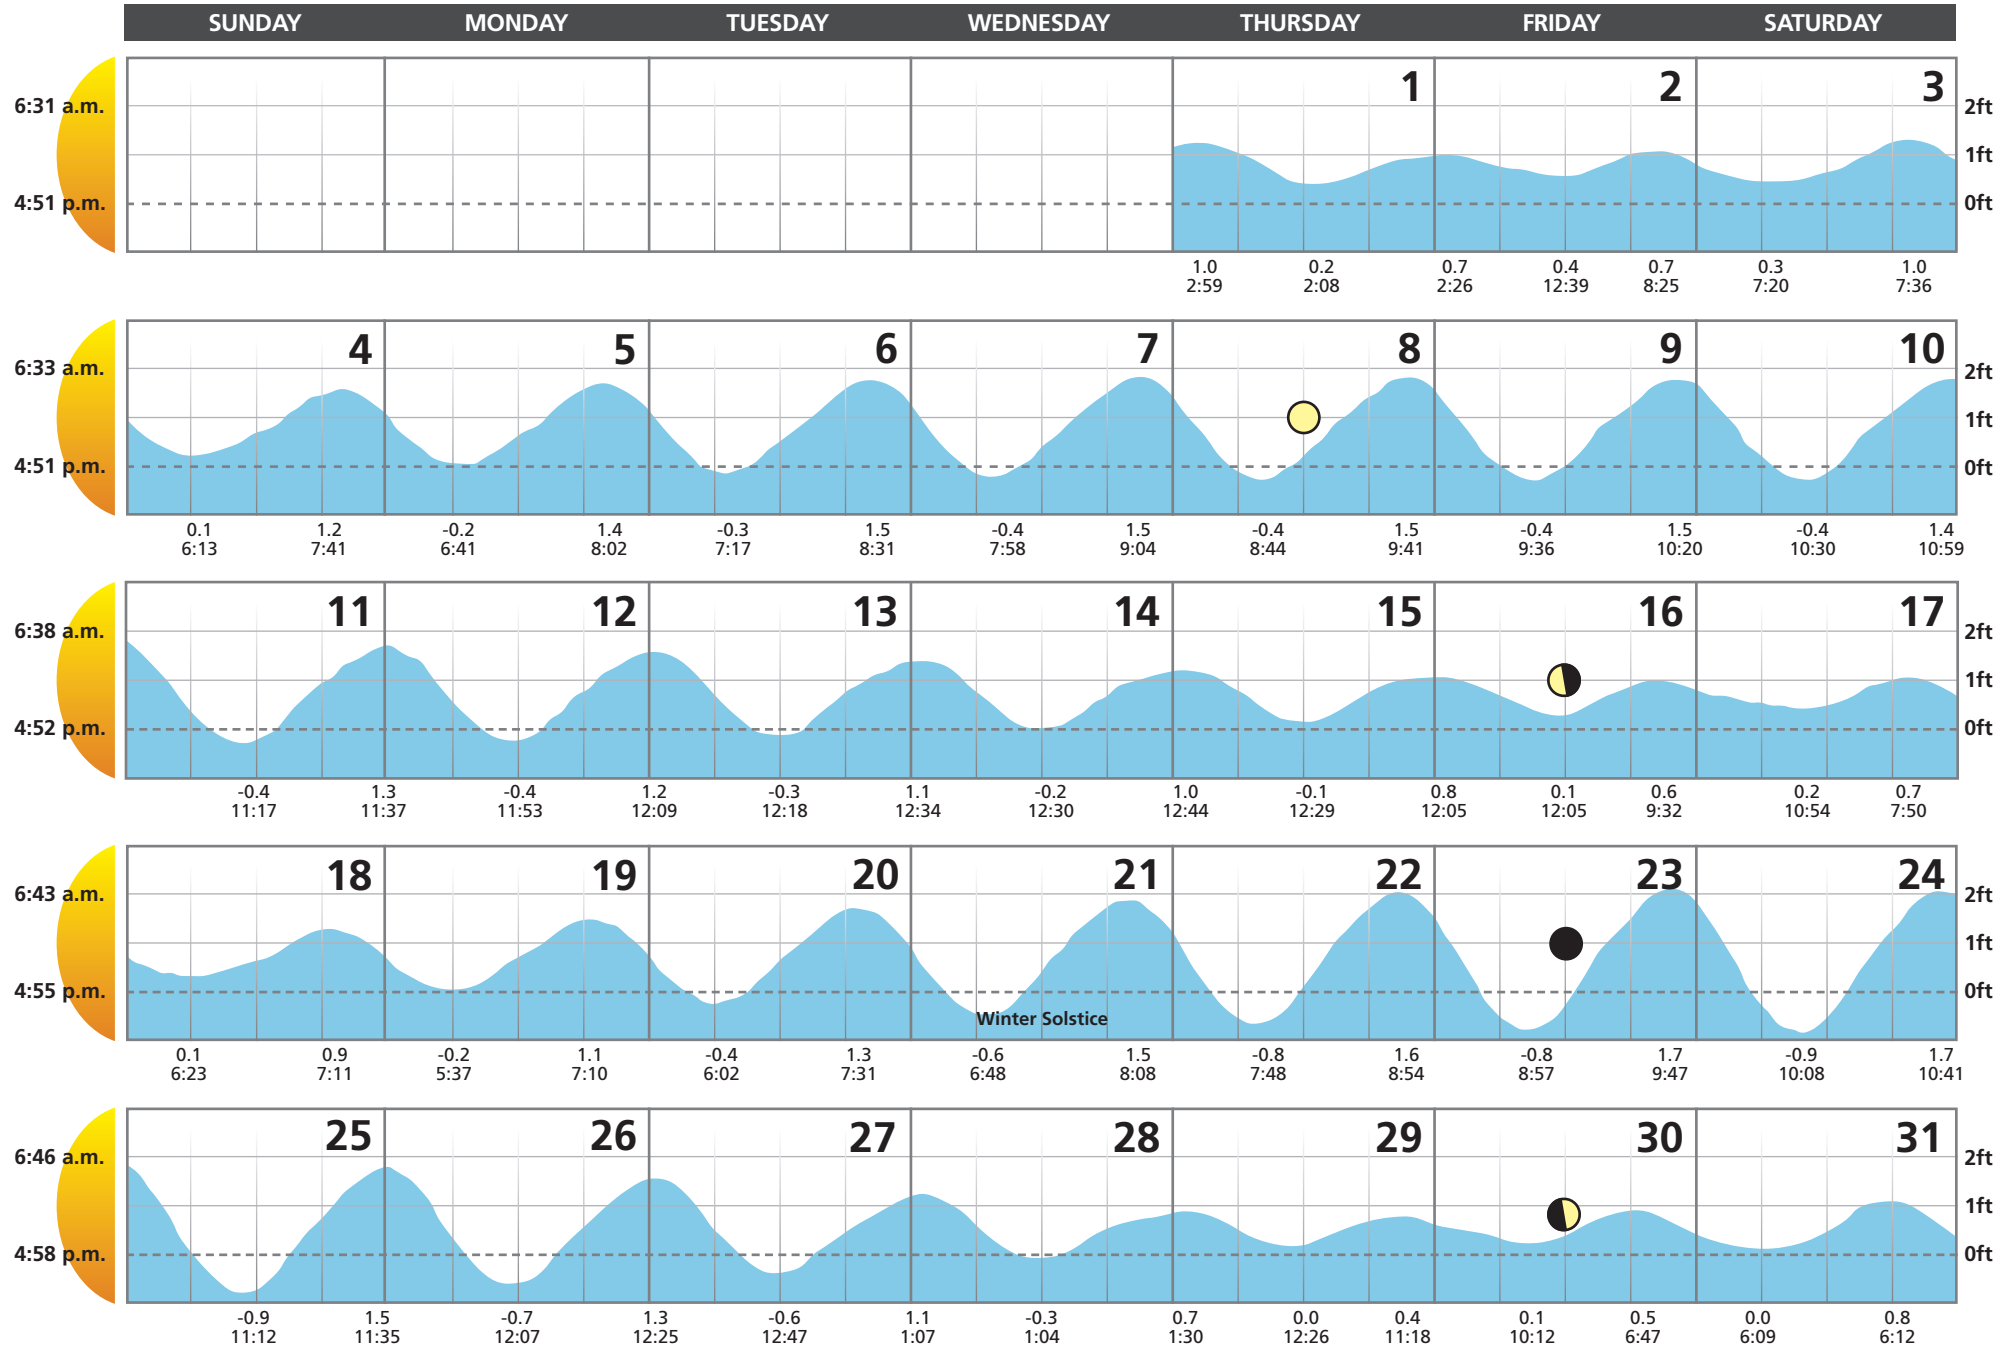 SUNDAY MONDAY TUESDAY WEDNESDAY THURSDAY FRIDAY SATURDAY
1 2 3
6:31 a.m. 2ft
1ft
4:51 p.m. 0ft
1.0 0.2 0.7 0.4 0.7 0.3 1.0
2:59 2:08 2:26 12:39 8:25 7:20 7:36
4 5 6 7 8 9 10
6:33 a.m. 2ft
1ft
4:51 p.m. 0ft
0.1 1.2 -0.2 1.4 -0.3 1.5 -0.4 1.5 -0.4 1.5 -0.4 1.5 -0.4 1.4
6:13 7:41 6:41 8:02 7:17 8:31 7:58 9:04 8:44 9:41 9:36 10:20 10:30 10:59
11 12 13 14 15 16 17
6:38 a.m. 2ft
1ft
4:52 p.m. 0ft
-0.4 1.3 -0.4 1.2 -0.3 1.1 -0.2 1.0 -0.1 0.8 0.1 0.6 0.2 0.7
11:17 11:37 11:53 12:09 12:18 12:34 12:30 12:44 12:29 12:05 12:05 9:32 10:54 7:50
18 19 20 21 22 23 24
6:43 a.m. 2ft
1ft
4:55 p.m. 0ft
Winter Solstice
0.1 0.9 -0.2 1.1 -0.4 1.3 -0.6 1.5 -0.8 1.6 -0.8 1.7 -0.9 1.7
6:23 7:11 5:37 7:10 6:02 7:31 6:48 8:08 7:48 8:54 8:57 9:47 10:08 10:41
25 26 27 28 29 30 31
6:46 a.m. 2ft
1ft
4:58 p.m. 0ft
-0.9 1.5 -0.7 1.3 -0.6 1.1 -0.3 0.7 0.0 0.4 0.1 0.5 0.0 0.8
11:12 11:35 12:07 12:25 12:47 1:07 1:04 1:30 12:26 11:18 10:12 6:47 6:09 6:12